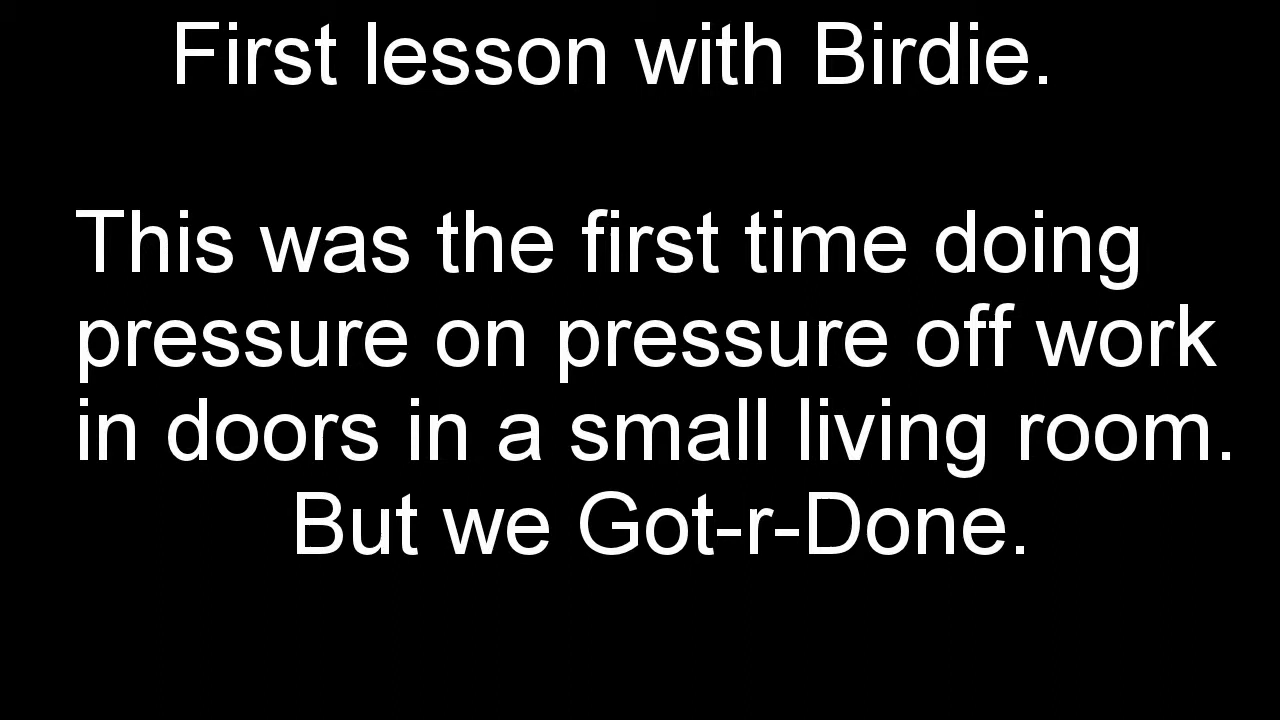 First lesson with Birdie.
This was the first time doing
pressure on pressure off work
in doors in a small living room.
But we Got-r-Done.